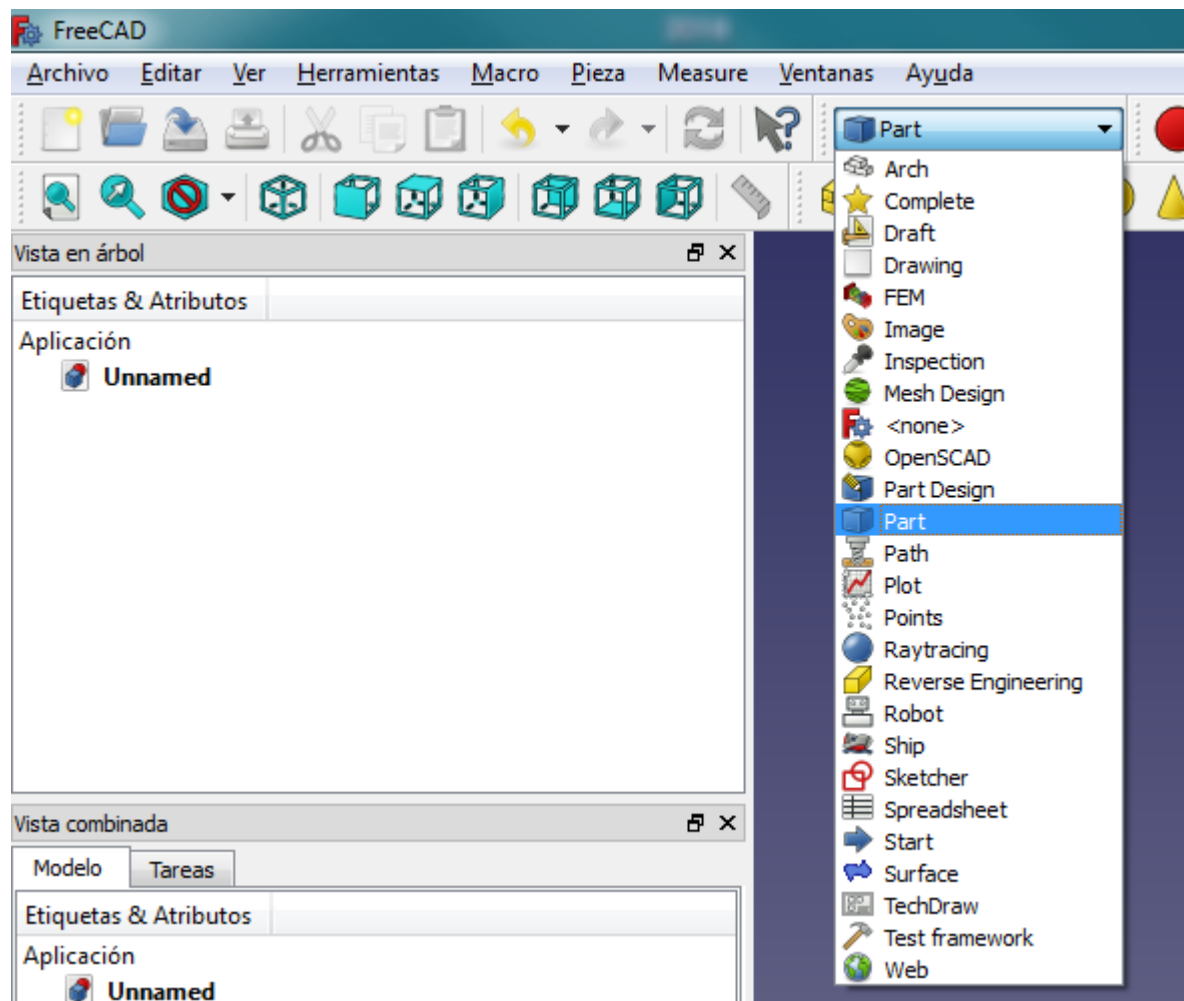 FreeCAD
Archivo Editar Ver Herramientas Macro Pieza Measure Ventanas Ayuda
Part
Arch
Complete
Draft
Drawing
FEM
Image
Inspection
Mesh Design
<none>
OpenSCAD
Part Design
Part
Path
Plot
Points
Raytracing
Reverse Engineering
Robot
Ship
Sketcher
Spreadsheet
Start
Surface
TechDraw
Test framework
Web
Vista en árbol
Etiquetas & Atributos
Aplicación
Unnamed
Vista combinada
Modelo Tareas
Etiquetas & Atributos
Aplicación
Unnamed